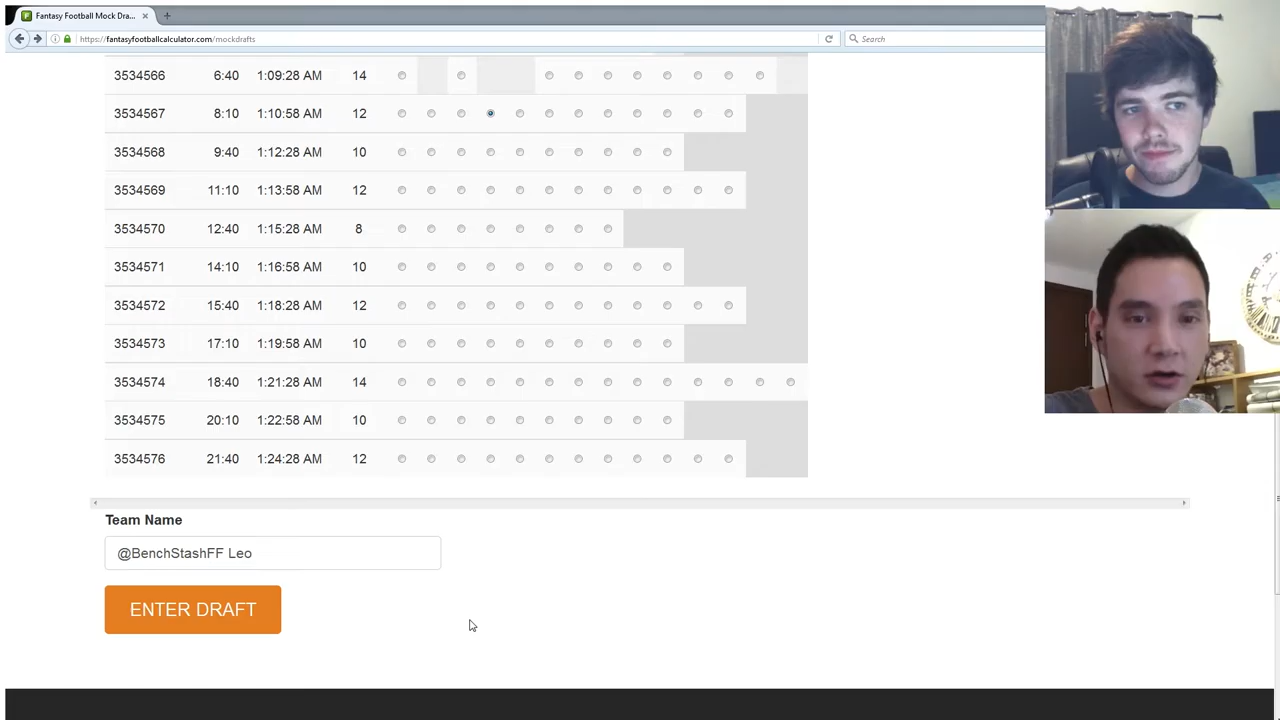 Fantasy Football Mock Dra...
https://fantasyfootballcalculator.com/mockdrafts
Search
3534566 6:40 1:09:28 AM 14
3534567 8:10 1:10:58 AM 12
3534568 9:40 1:12:28 AM 10
3534569 11:10 1:13:58 AM 12
3534570 12:40 1:15:28 AM 8
3534571 14:10 1:16:58 AM 10
3534572 15:40 1:18:28 AM 12
3534573 17:10 1:19:58 AM 10
3534574 18:40 1:21:28 AM 14
3534575 20:10 1:22:58 AM 10
3534576 21:40 1:24:28 AM 12
Team Name
@BenchStashFF Leo
ENTER DRAFT